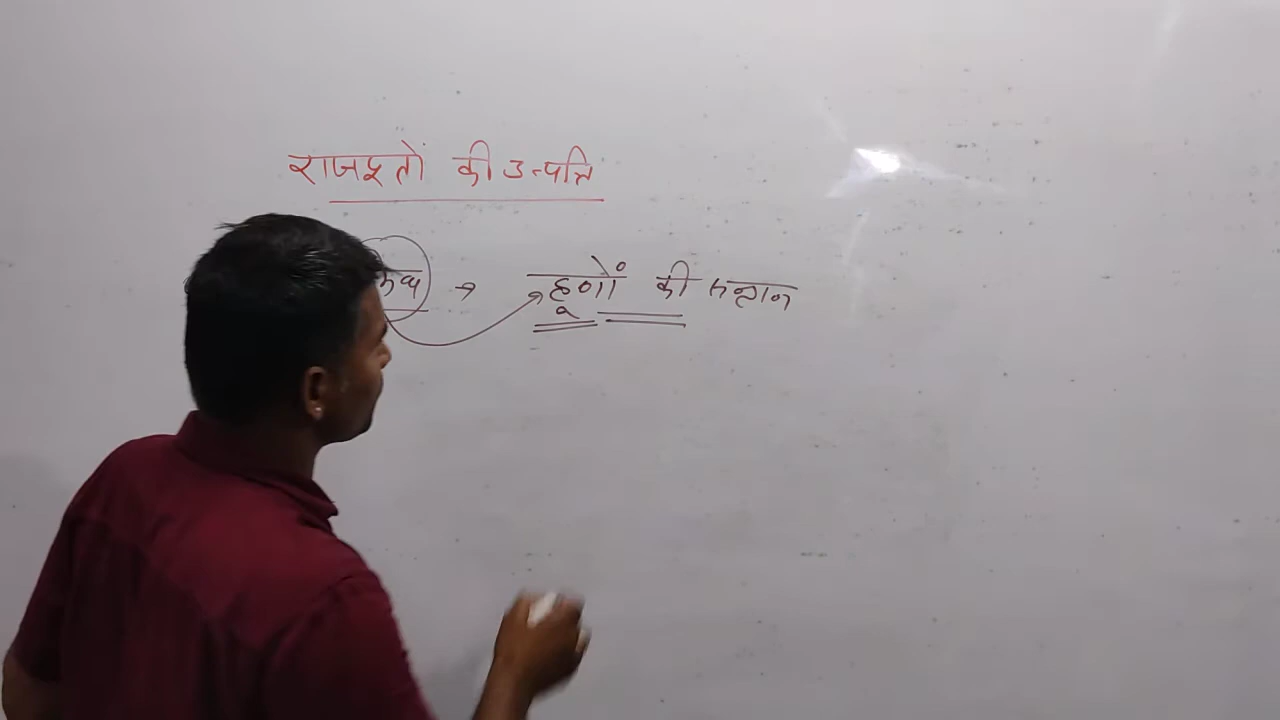 राजपूतों की उत्पत्ति
→ हूणों की सन्तान